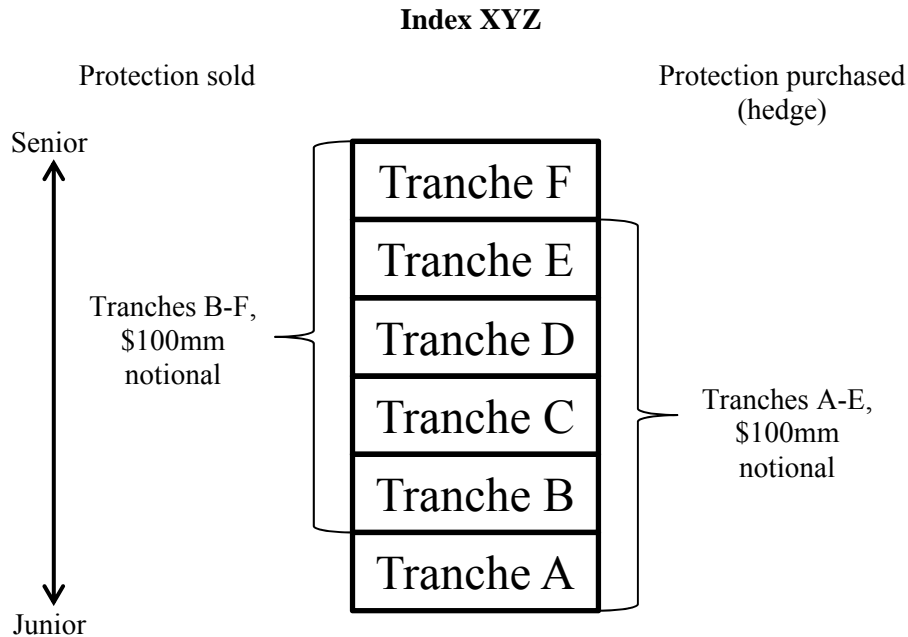 Index XYZ
Protection sold
Protection purchased
(hedge)
Senior
Tranche F
Tranche E
Tranches B-F,
$100mm
notional
Tranche D
Tranche C
Tranches A-E,
$100mm
notional
Tranche B
Tranche A
Junior